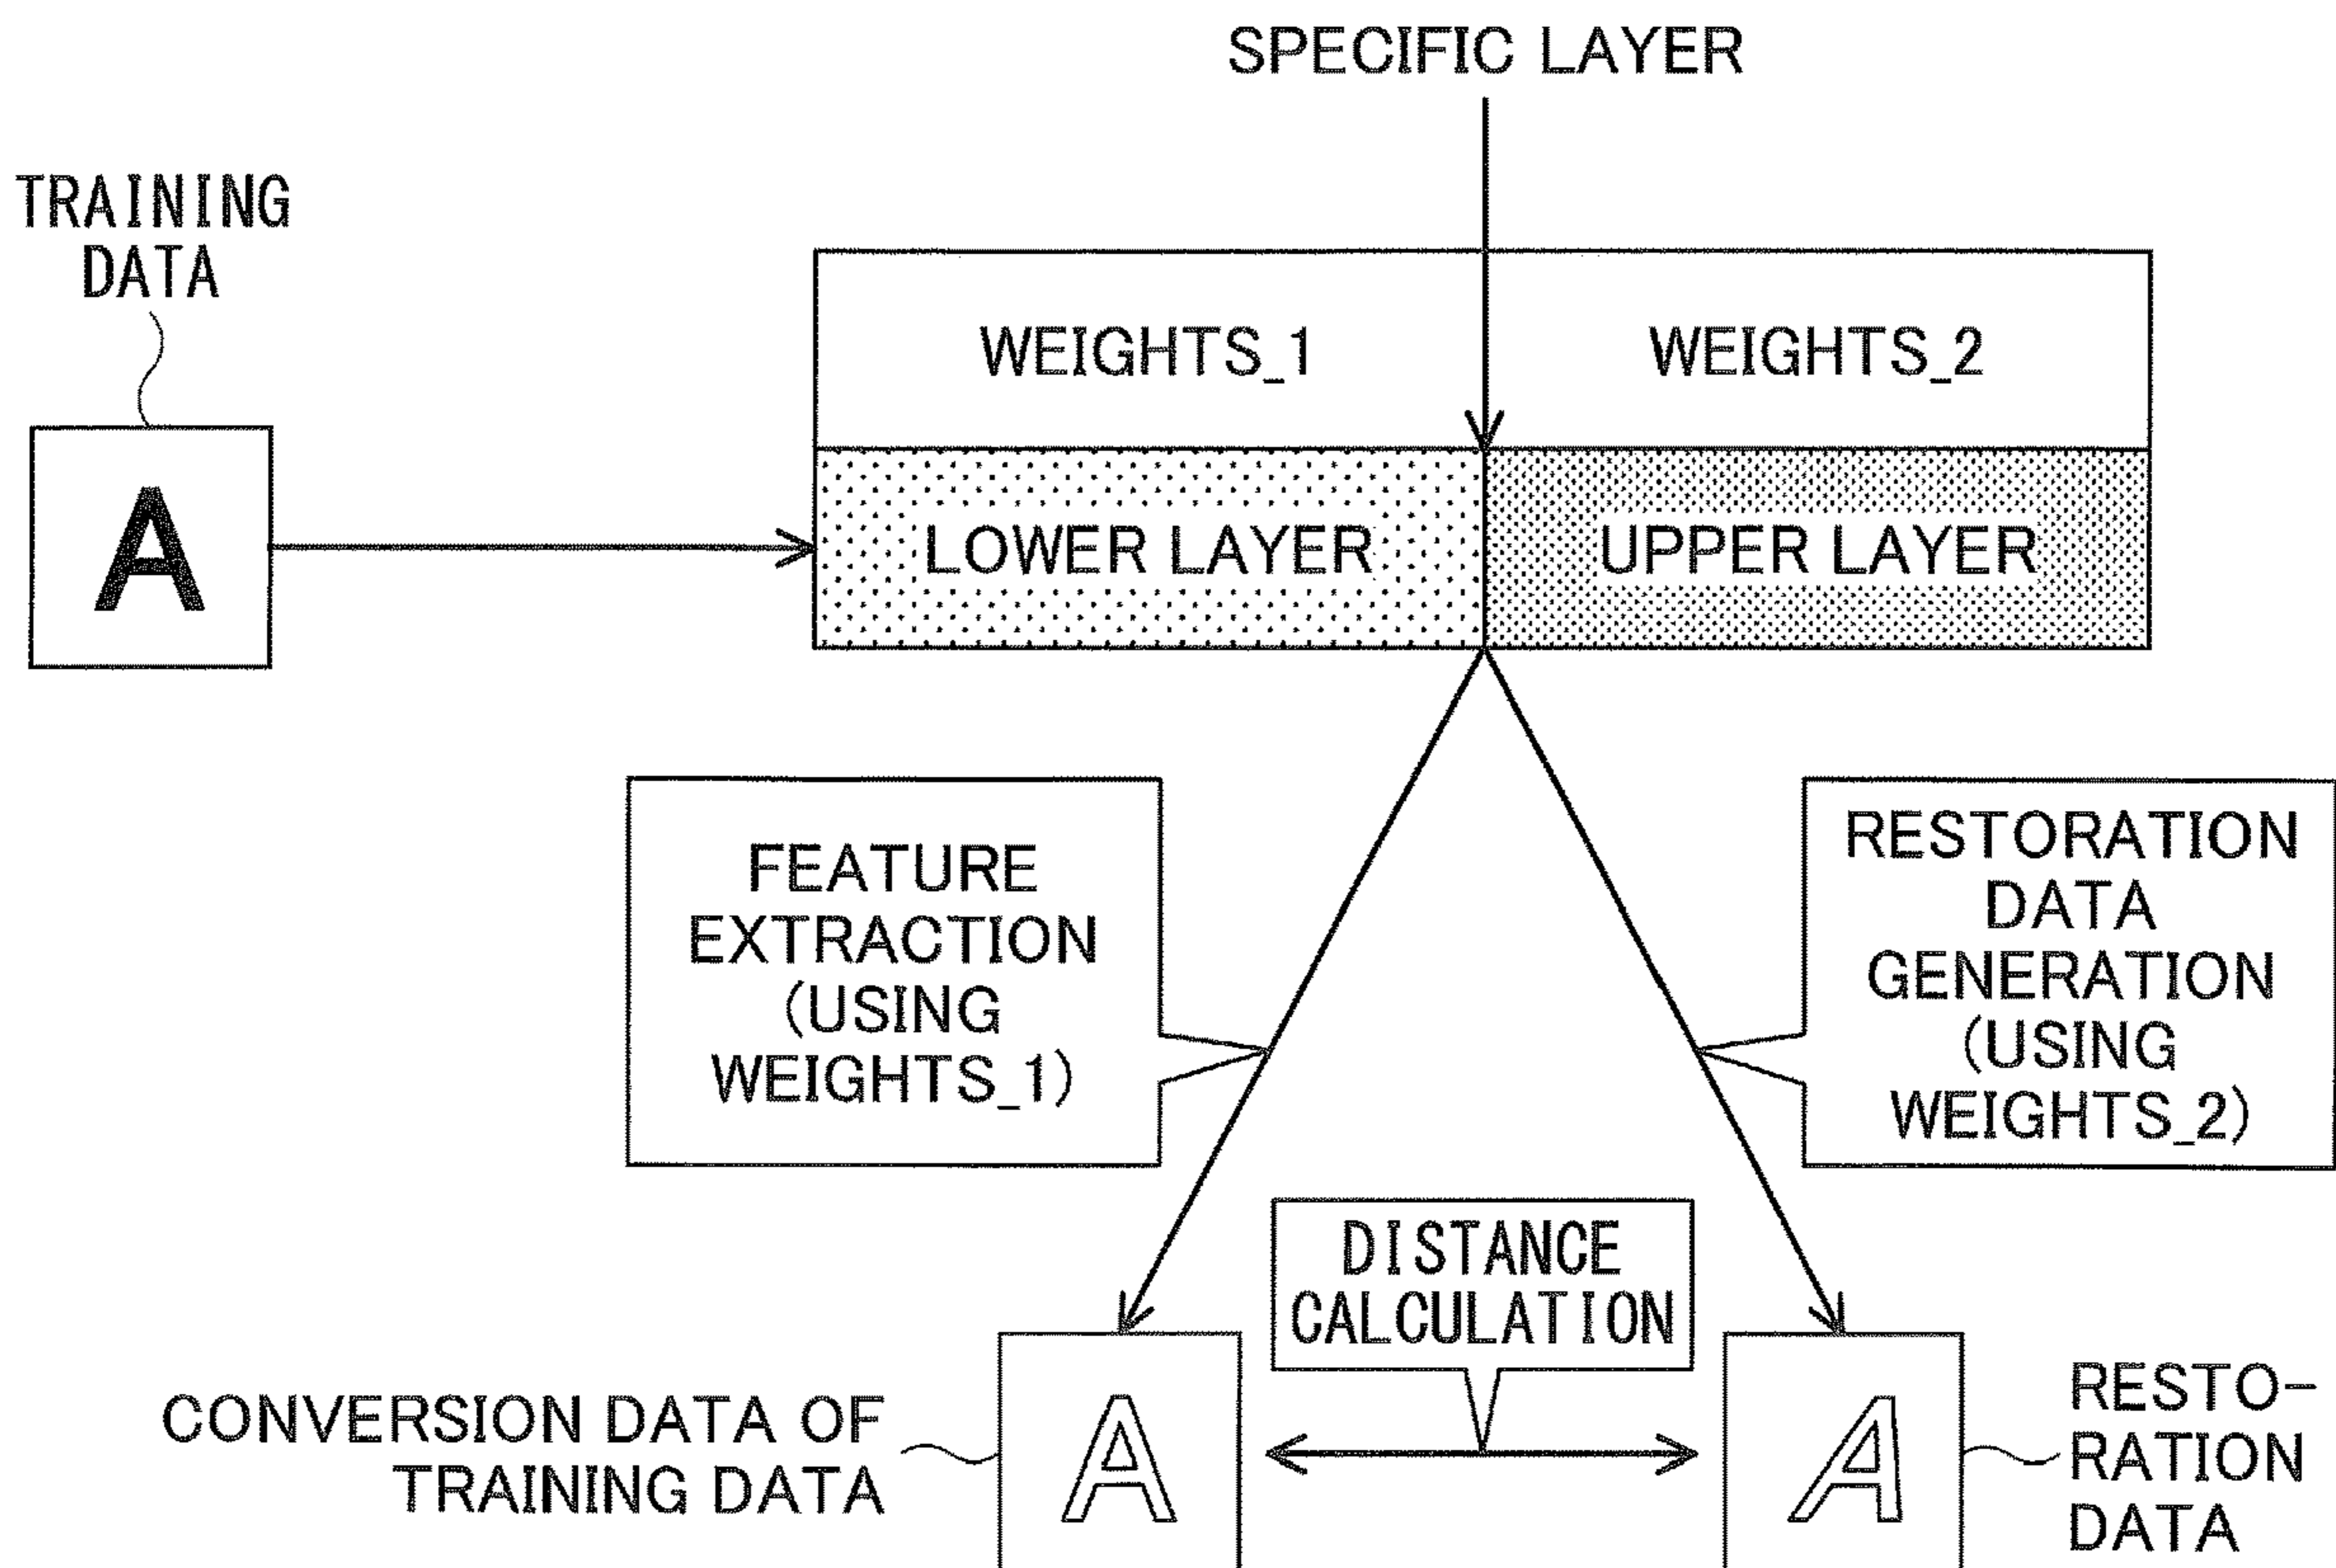 SPECIFIC LAYER
TRAINING
DATA
A
WEIGHTS_1
WEIGHTS_2
LOWER LAYER
UPPER LAYER
FEATURE
EXTRACTION
(USING
WEIGHTS_1)
RESTORATION
DATA
GENERATION
(USING
WEIGHTS_2)
DISTANCE
CALCULATION
CONVERSION DATA OF
TRAINING DATA
A
A
RESTO-
RATION
DATA